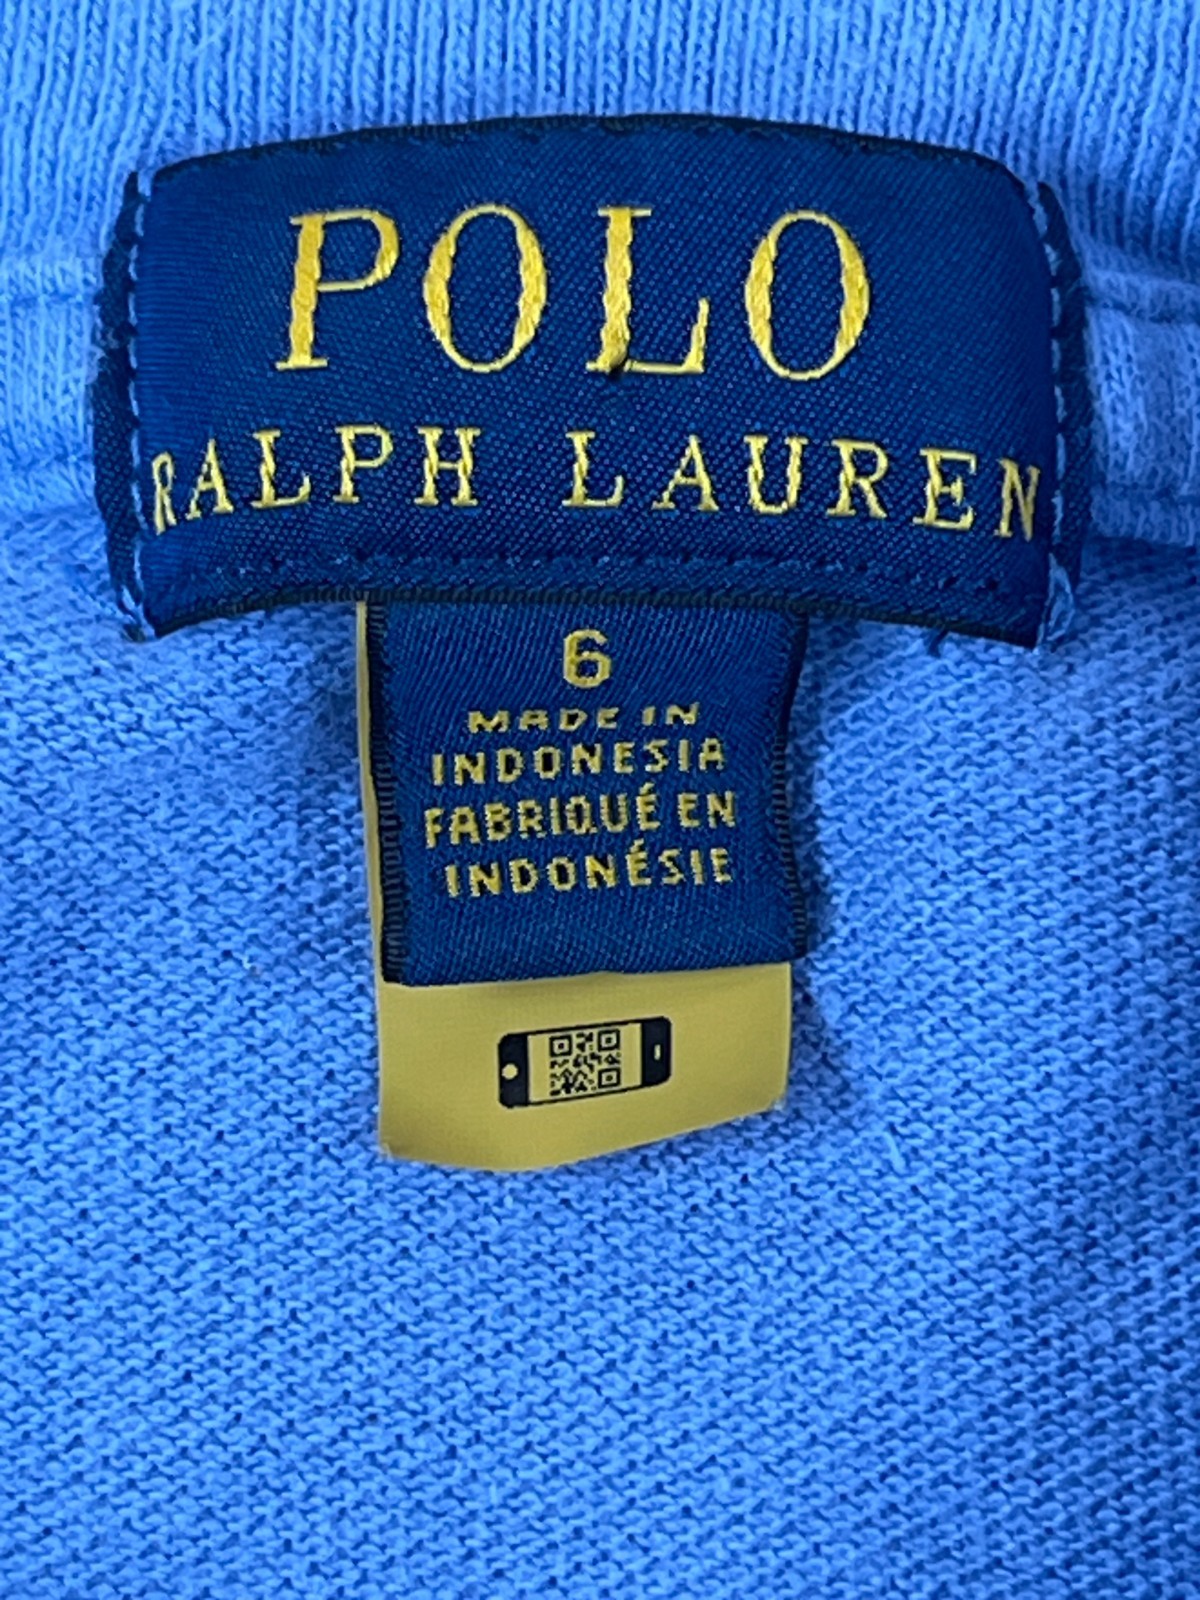 POLO
RALPH LAUREN
6
MADE IN
INDONESIA
FABRIQUÉ EN
INDONÉSIE